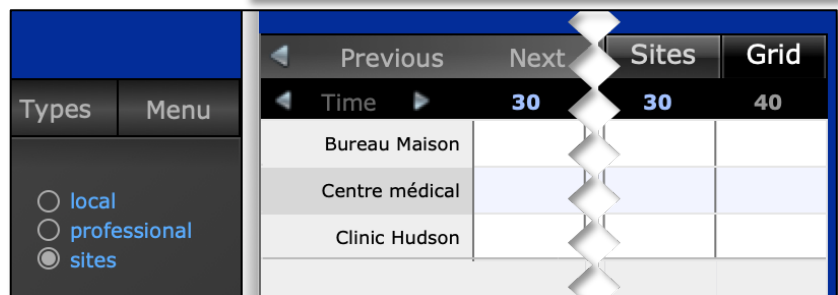 Types Menu
local
professional
sites
Previous Next Sites Grid
Time 30 30 40
Bureau Maison
Centre médical
Clinic Hudson